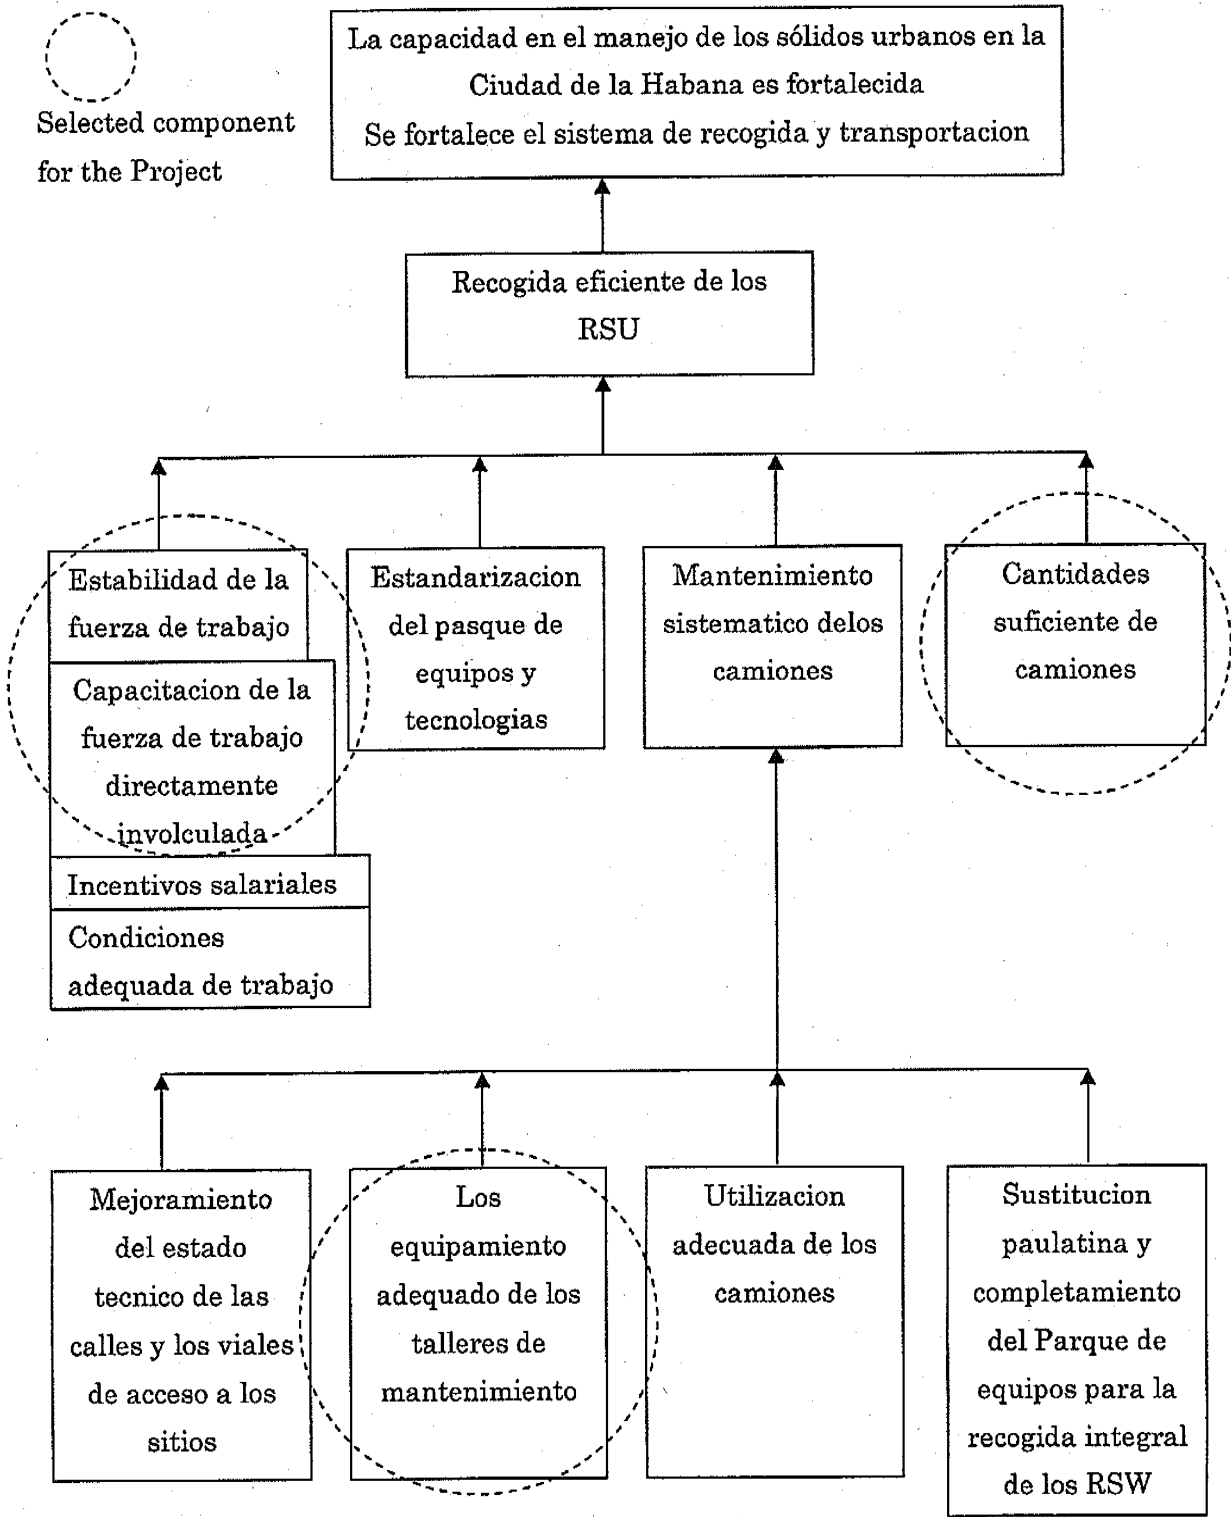 Selected component
for the Project
La capacidad en el manejo de los sólidos urbanos en la
Ciudad de la Habana es fortalecida
Se fortalece el sistema de recogida y transportacion
Recogida eficiente de los
RSU
Estabilidad de la
fuerza de trabajo
Capacitacion de la
fuerza de trabajo
directamente
involculada
Incentivos salariales
Condiciones
adequada de trabajo
Estandarizacion
del pasque de
equipos y
tecnologias
Mantenimiento
sistematico delos
camiones
Cantidades
suficiente de
camiones
Mejoramiento
del estado
tecnico de las
calles y los viales
de acceso a los
sitios
Los
equipamiento
adequado de los
talleres de
mantenimiento
Utilizacion
adecuada de los
camiones
Sustitucion
paulatina y
completamiento
del Parque de
equipos para la
recogida integral
de los RSW